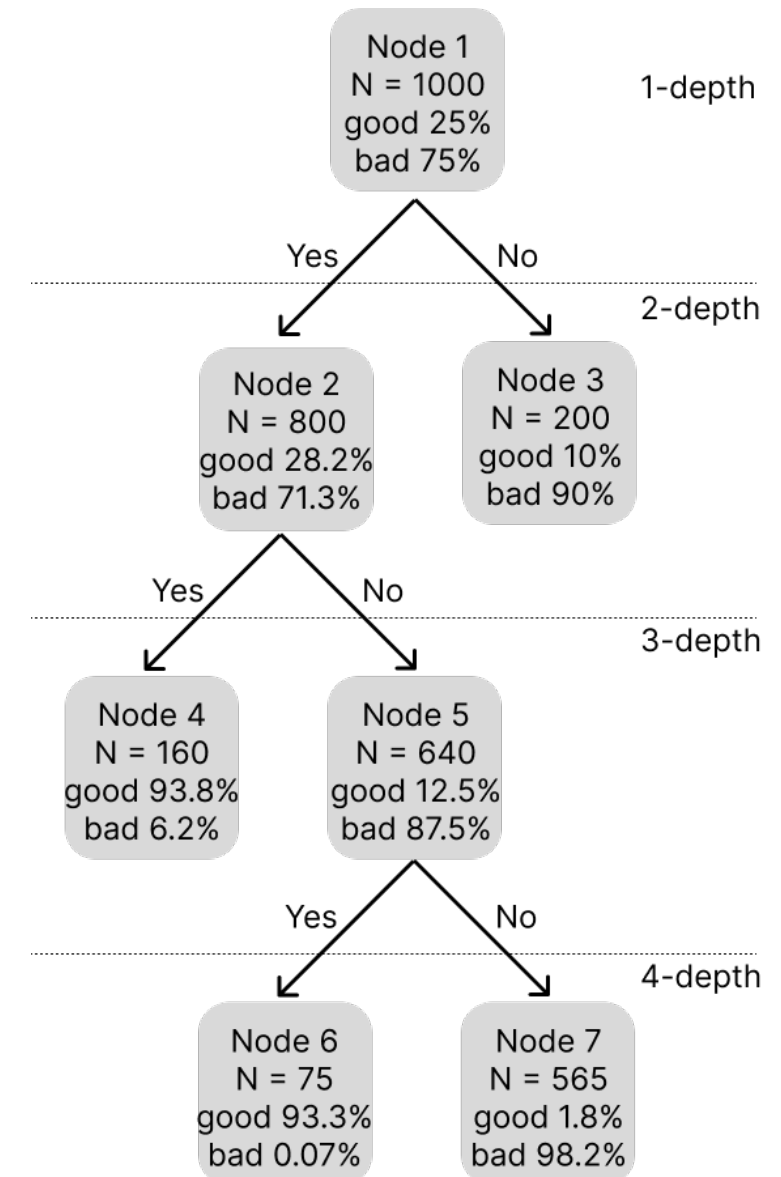 Node 1
N = 1000
good 25%
bad 75%
1-depth
Yes
No
2-depth
Node 2
N = 800
good 28.2%
bad 71.3%
Node 3
N = 200
good 10%
bad 90%
Yes
No
3-depth
Node 4
N = 160
good 93.8%
bad 6.2%
Node 5
N = 640
good 12.5%
bad 87.5%
Yes
No
4-depth
Node 6
N = 75
good 93.3%
bad 0.07%
Node 7
N = 565
good 1.8%
bad 98.2%